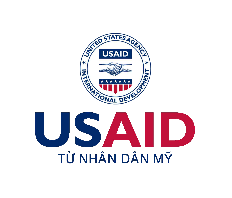 UNITED STATES AGENCY
USAID
INTERNATIONAL DEVELOPMENT
USAID
TỪ NHÂN DÂN MỸ